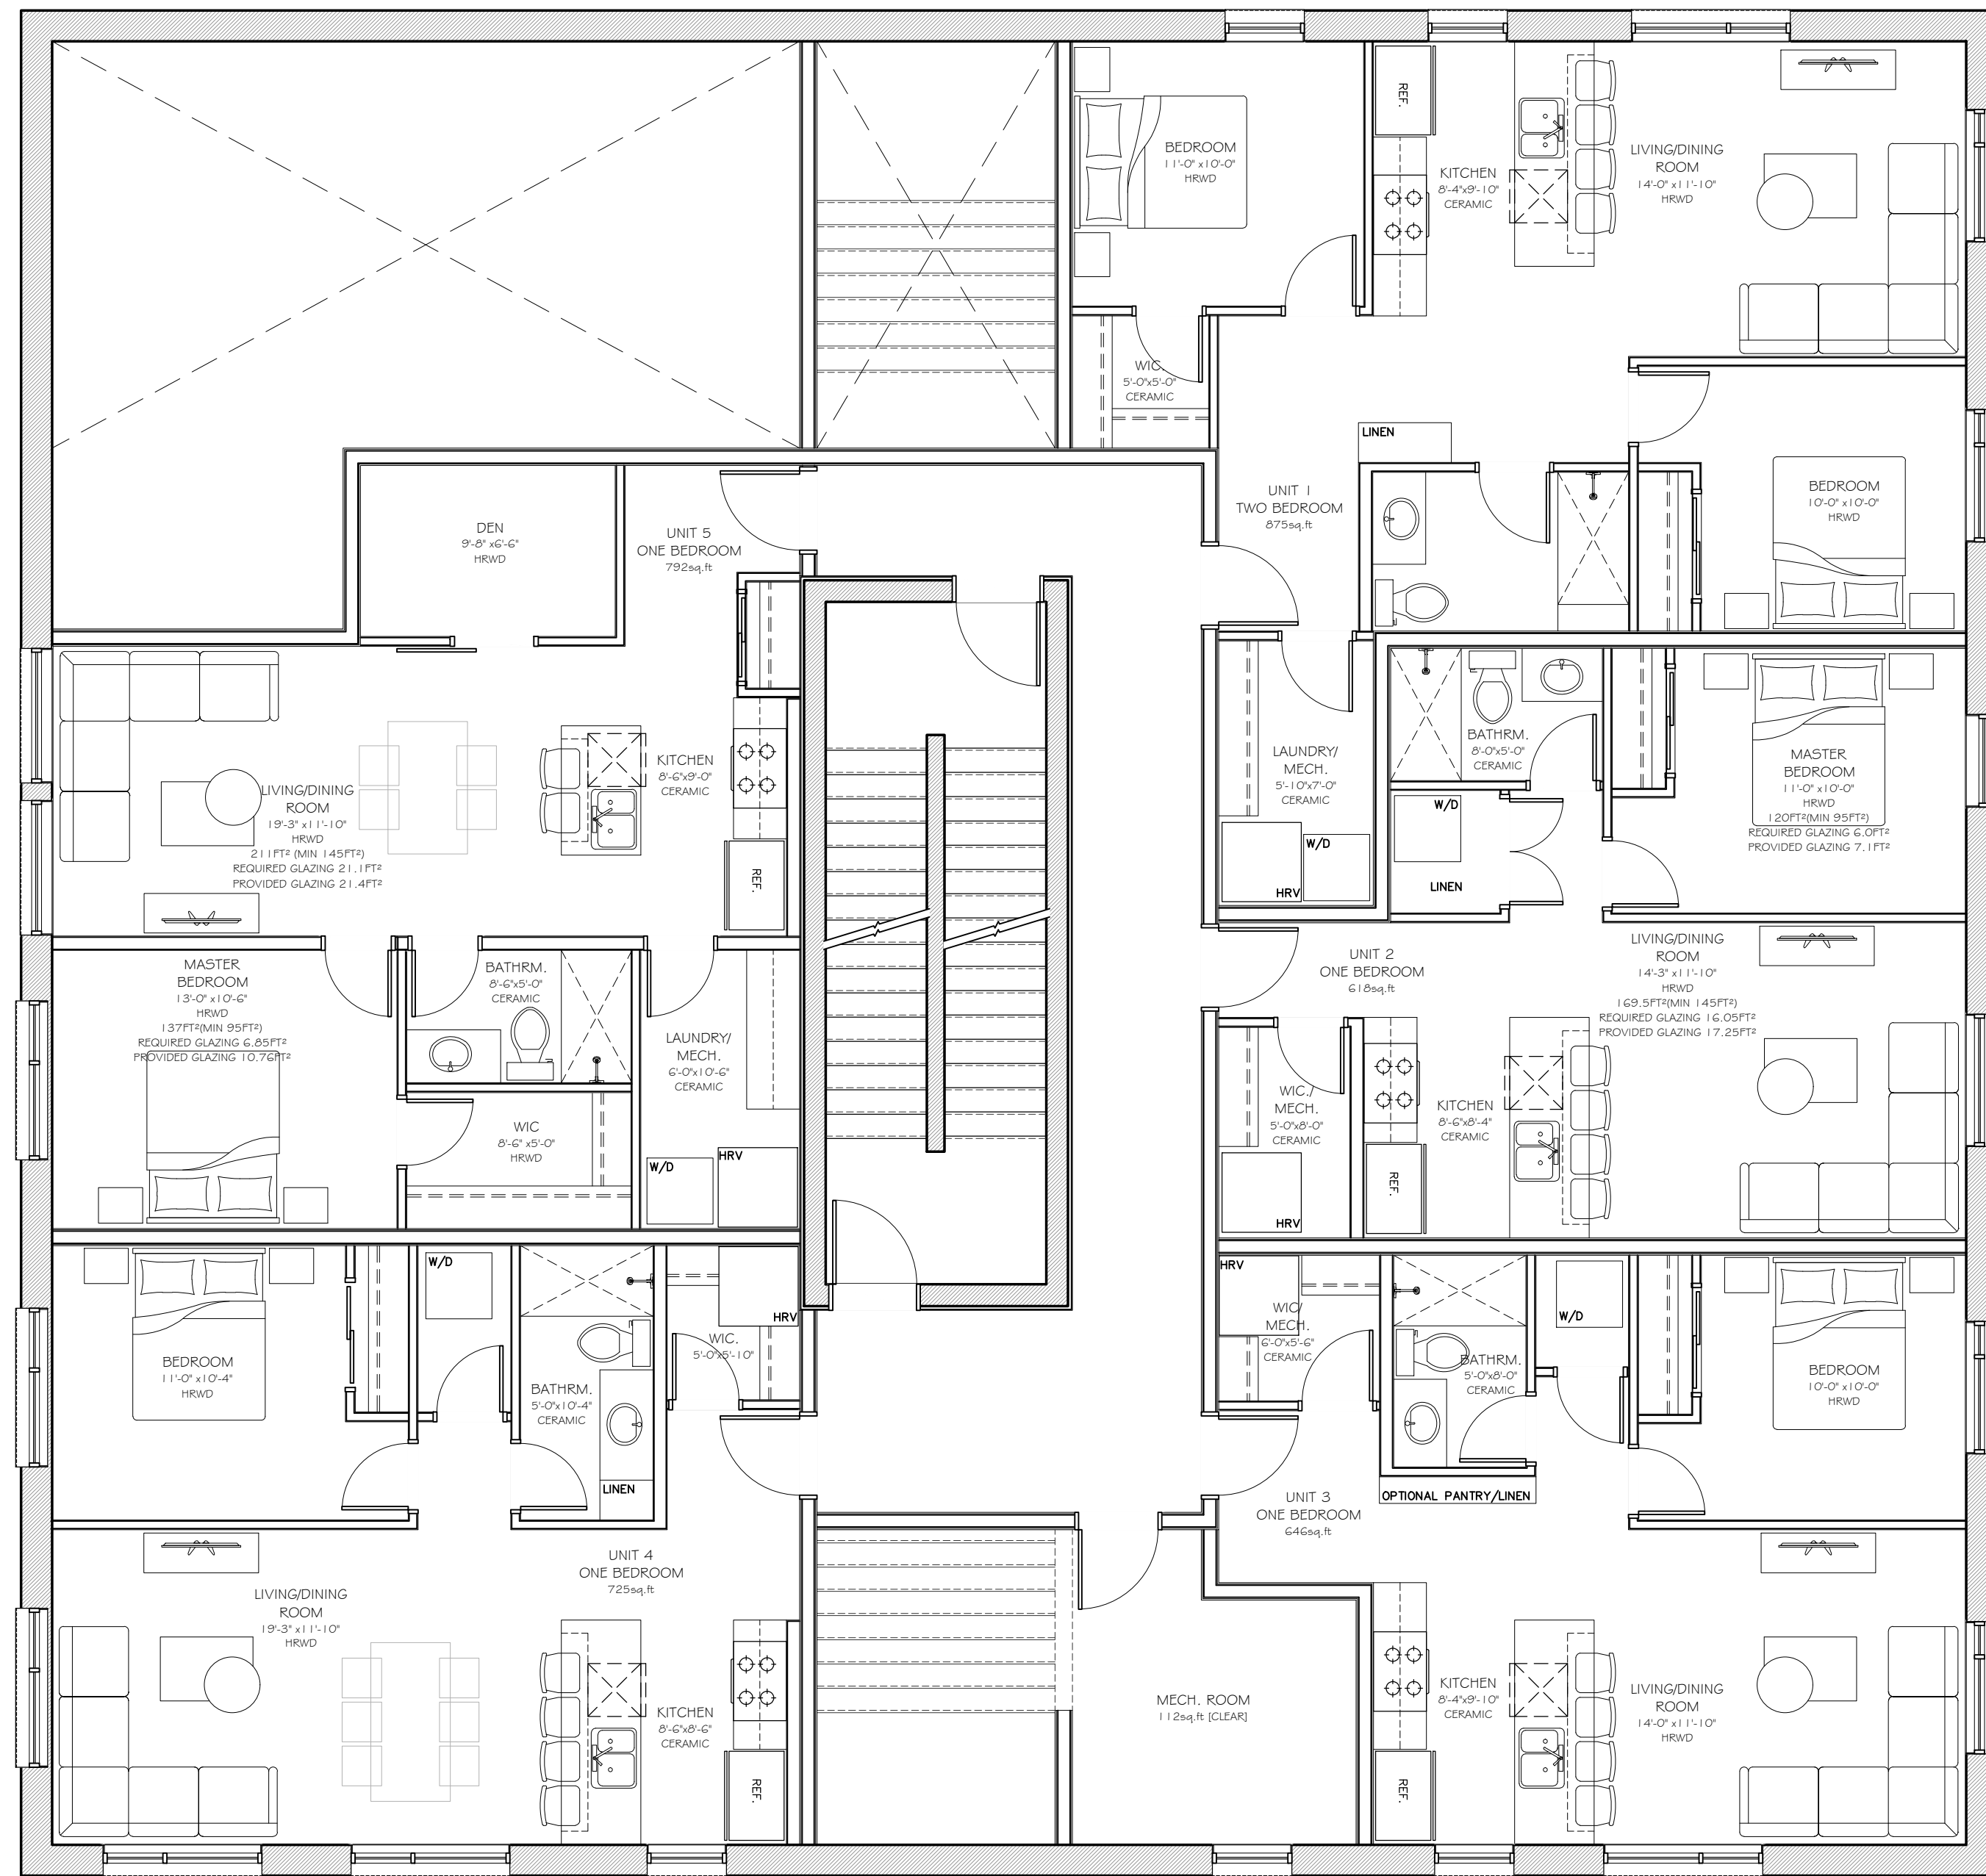 BEDROOM
11'-0" x10'-0"
HRWD
REF.
KITCHEN
8'-4"x9'-10"
CERAMIC
LIVING/DINING
ROOM
14'-0" x11'-10"
HRWD
WIC.
5'-0"x5'-0"
CERAMIC
LINEN
UNIT 1
TWO BEDROOM
875sq.ft
BEDROOM
10'-0" x10'-0"
HRWD
DEN
9'-8" x6'-6"
HRWD
UNIT 5
ONE BEDROOM
792sq.ft
LIVING/DINING
ROOM
19'-3" x11'-10"
HRWD
211FT² (MIN 145FT²)
REQUIRED GLAZING 21.1FT²
PROVIDED GLAZING 21.4FT²
KITCHEN
8'-6"x9'-0"
CERAMIC
REF.
LAUNDRY/
MECH.
5'-10"x7'-0"
CERAMIC
W/D
HRV
BATHRM.
8'-0"x5'-0"
CERAMIC
W/D
LINEN
MASTER
BEDROOM
11'-0" x10'-0"
HRWD
120FT²(MIN 95FT²)
REQUIRED GLAZING 6.0FT²
PROVIDED GLAZING 7.1FT²
MASTER
BEDROOM
13'-0" x10'-6"
HRWD
137FT²(MIN 95FT²)
REQUIRED GLAZING 6.85FT²
PROVIDED GLAZING 10.76FT²
BATHRM.
8'-6"x5'-0"
CERAMIC
LAUNDRY/
MECH.
6'-0"x10'-6"
CERAMIC
WIC
8'-6" x5'-0"
HRWD
W/D
HRV
UNIT 2
ONE BEDROOM
618sq.ft
LIVING/DINING
ROOM
14'-3" x11'-10"
HRWD
169.5FT²(MIN 145FT²)
REQUIRED GLAZING 16.05FT²
PROVIDED GLAZING 17.25FT²
WIC./
MECH.
5'-0"x8'-0"
CERAMIC
HRV
REF.
KITCHEN
8'-6"x8'-4"
CERAMIC
BEDROOM
11'-0" x10'-4"
HRWD
W/D
BATHRM.
5'-0"x10'-4"
CERAMIC
LINEN
HRV
WIC.
5'-0"x5'-10"
HRV
WIC/
MECH.
6'-0"x5'-6"
CERAMIC
BATHRM.
5'-0"x8'-0"
CERAMIC
W/D
BEDROOM
10'-0" x10'-0"
HRWD
OPTIONAL PANTRY/LINEN
UNIT 3
ONE BEDROOM
646sq.ft
UNIT 4
ONE BEDROOM
725sq.ft
LIVING/DINING
ROOM
19'-3" x11'-10"
HRWD
KITCHEN
8'-6"x8'-6"
CERAMIC
REF.
MECH. ROOM
112sq.ft [CLEAR]
KITCHEN
8'-4"x9'-10"
CERAMIC
REF.
LIVING/DINING
ROOM
14'-0" x11'-10"
HRWD